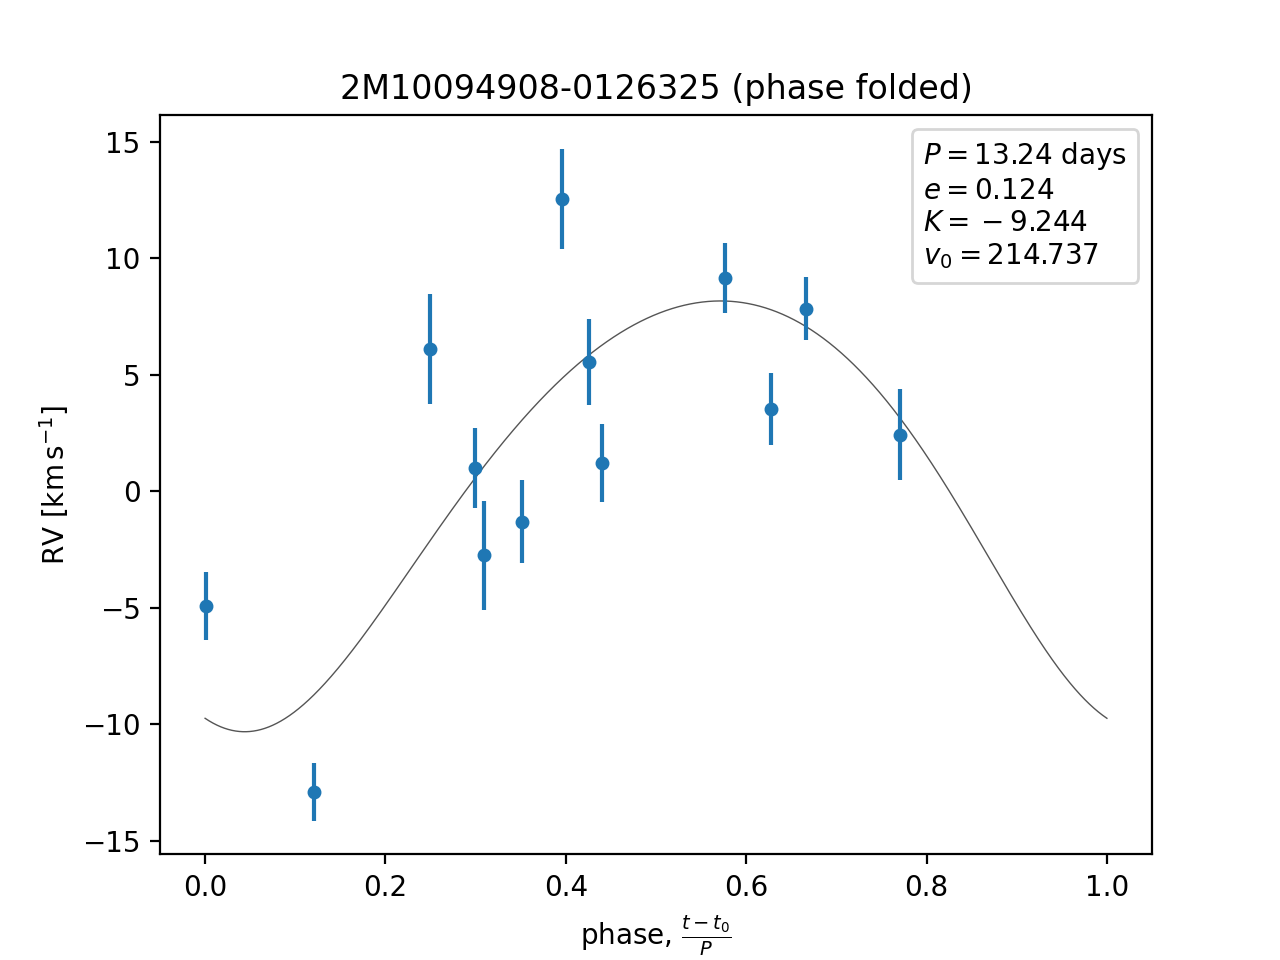 2M10094908-0126325 (phase folded)
P = 13.24 days
e = 0.124
K = −9.244
v₀ = 214.737
15
10
5
0
−5
−10
−15
RV [km s⁻¹]
0.0 0.2 0.4 0.6 0.8 1.0
phase, (t − t₀)/P